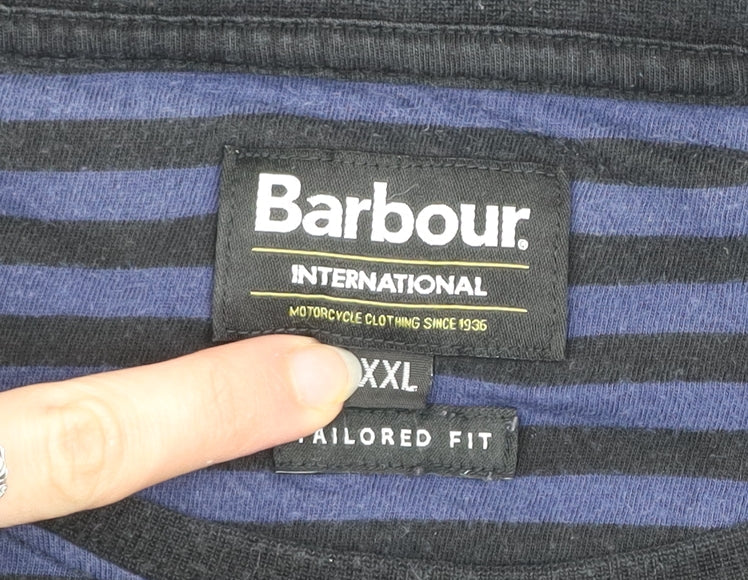 Barbour®
INTERNATIONAL
MOTORCYCLE CLOTHING SINCE 1936
XXL
TAILORED FIT